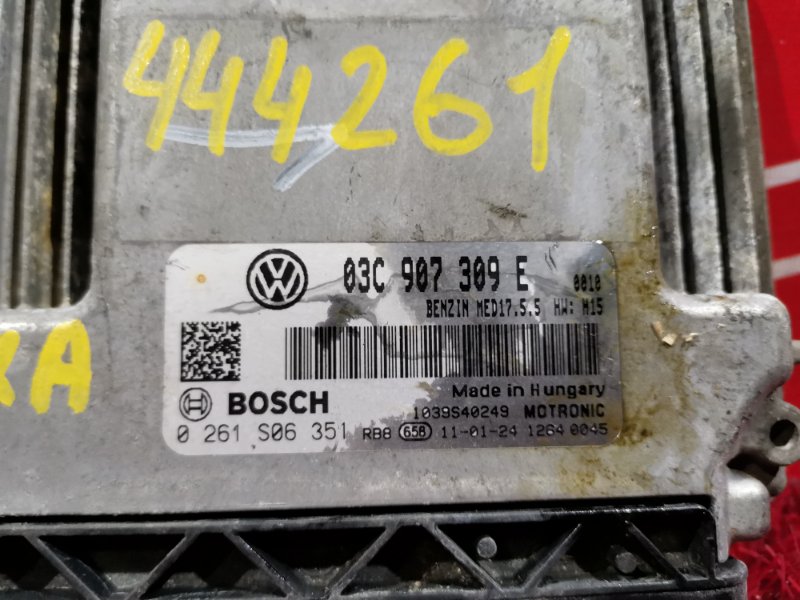 444261
03C 907 309 E 0010
BENZIN MED17.5.5 HW: H15
KA
Made in Hungary
BOSCH
1039S40249 MOTRONIC
0 261 S06 351 RB8 658 11-01-24 1264 0045